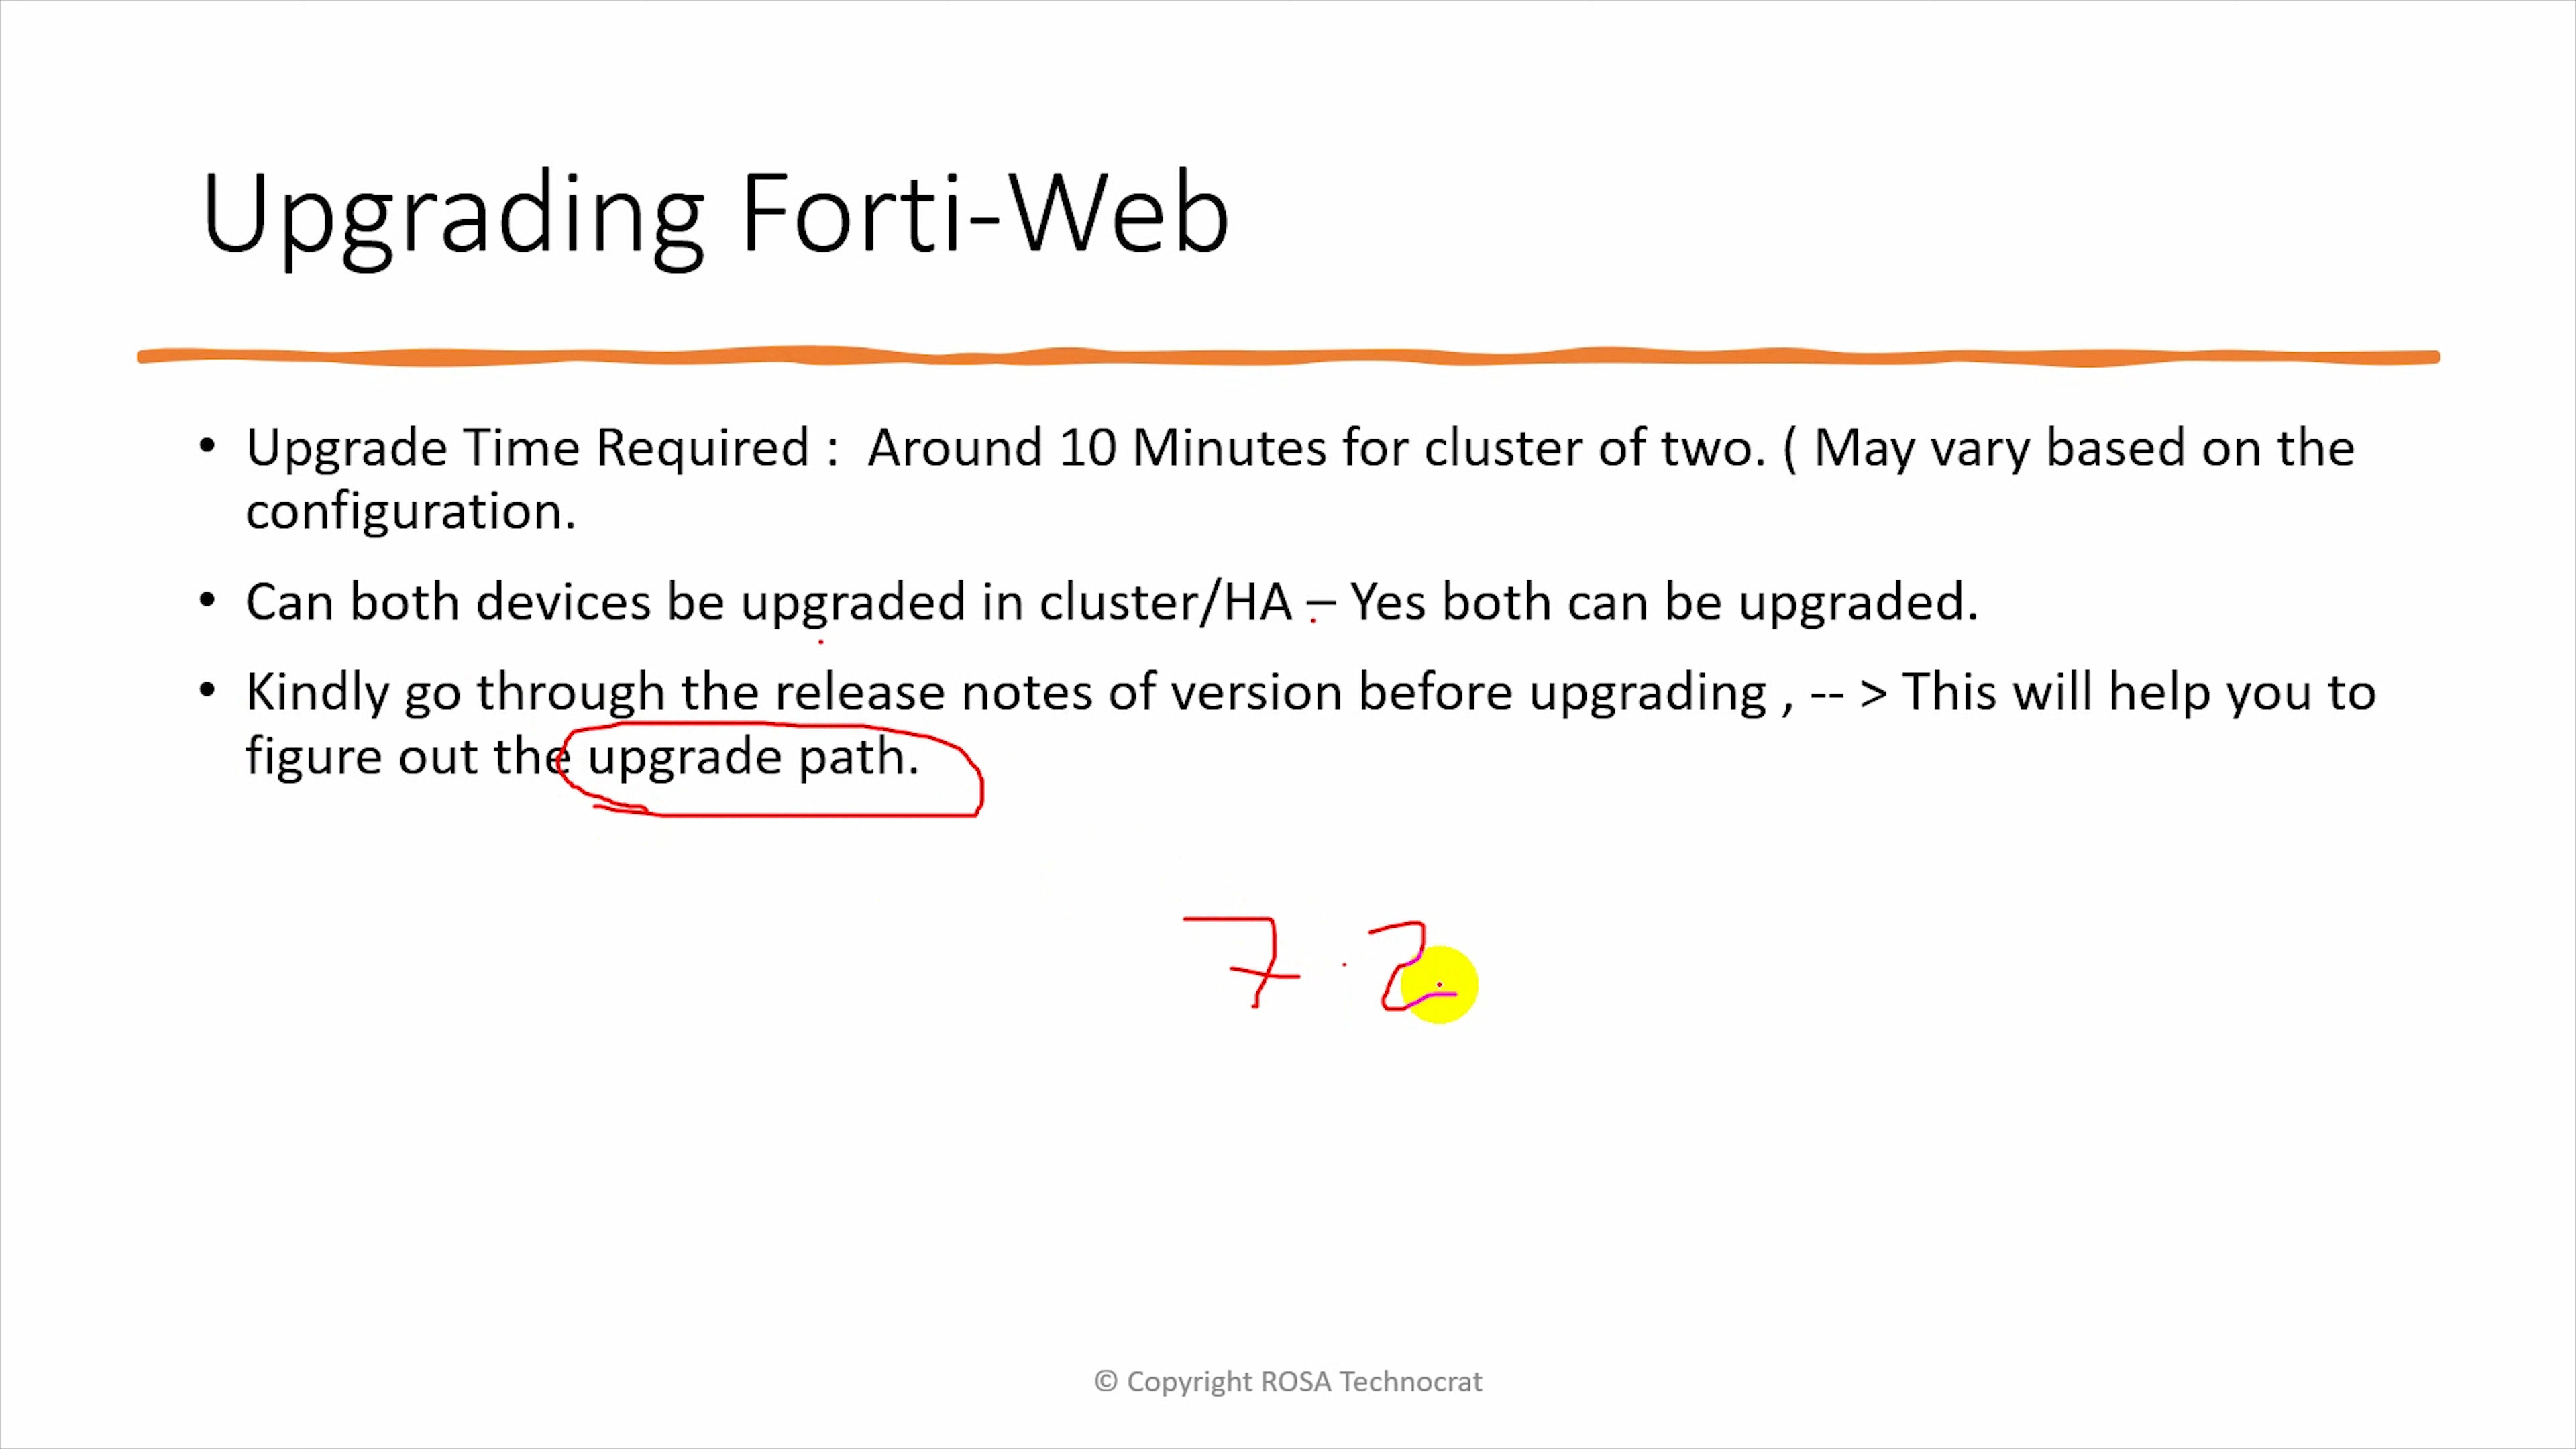 Upgrading Forti-Web
• Upgrade Time Required :  Around 10 Minutes for cluster of two. ( May vary based on the
configuration.
• Can both devices be upgraded in cluster/HA – Yes both can be upgraded.
• Kindly go through the release notes of version before upgrading , -- > This will help you to
figure out the upgrade path.
7.2
© Copyright ROSA Technocrat